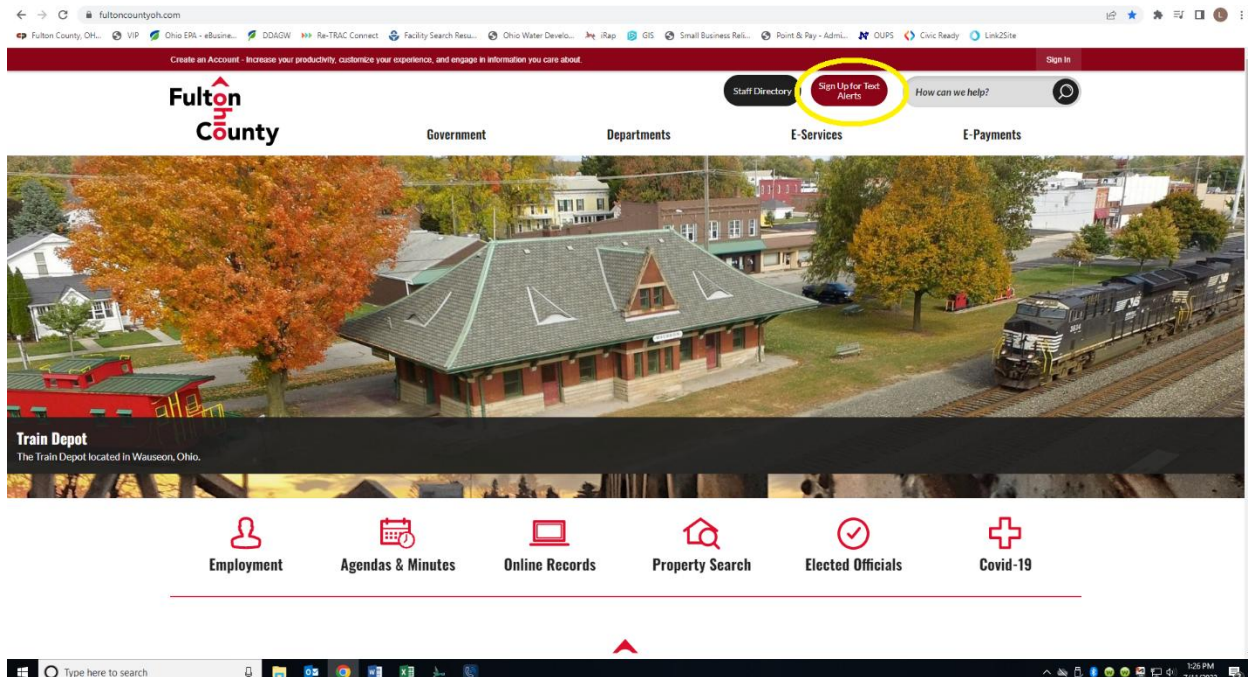 fultoncountyoh.com
Fulton County, OH... VIP Ohio EPA - eBusine... DDAGW Re-TRAC Connect Facility Search Resu... Ohio Water Develo... iRap GIS Small Business Reli... Point & Pay - Admi... OUPS Civic Ready Link2Site
Create an Account - Increase your productivity, customize your experience, and engage in information you care about. Sign In
Fulton
Ohio
County
Staff Directory
Sign Up for Text
Alerts
How can we help?
Government Departments E-Services E-Payments
WAUSEON
NS
Train Depot
The Train Depot located in Wauseon, Ohio.
Employment Agendas & Minutes Online Records Property Search Elected Officials Covid-19
Type here to search
1:26 PM